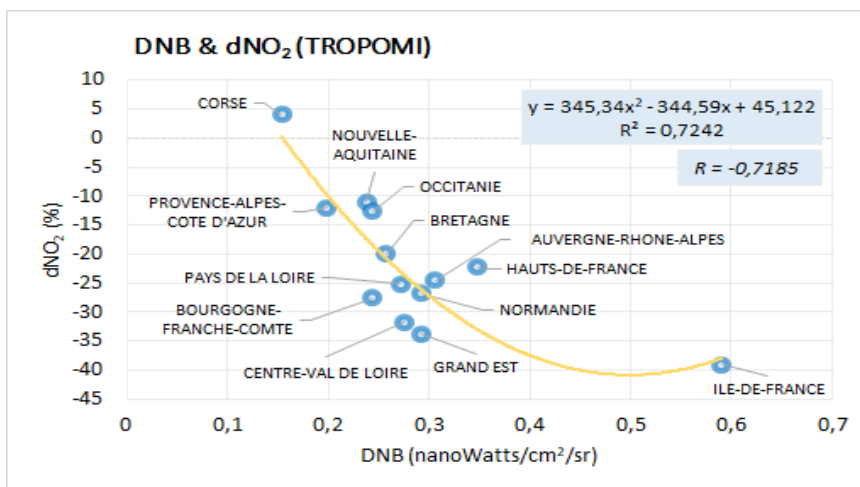 DNB & dNO₂ (TROPOMI)
10
5
0
-5
-10
-15
-20
-25
-30
-35
-40
-45
dNO₂ (%)
CORSE
NOUVELLE-
AQUITAINE
OCCITANIE
PROVENCE-ALPES-
COTE D'AZUR
BRETAGNE
AUVERGNE-RHONE-ALPES
PAYS DE LA LOIRE
HAUTS-DE-FRANCE
BOURGOGNE-
FRANCHE-COMTE
NORMANDIE
CENTRE-VAL DE LOIRE
GRAND EST
ILE-DE-FRANCE
y = 345,34x² - 344,59x + 45,122
R² = 0,7242
R = -0,7185
0 0,1 0,2 0,3 0,4 0,5 0,6 0,7
DNB (nanoWatts/cm²/sr)